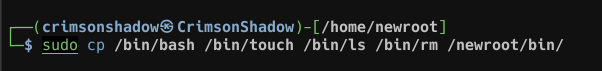 ┌──(crimsonshadow㉿CrimsonShadow)-[/home/newroot]
└─$ sudo cp /bin/bash /bin/touch /bin/ls /bin/rm /newroot/bin/